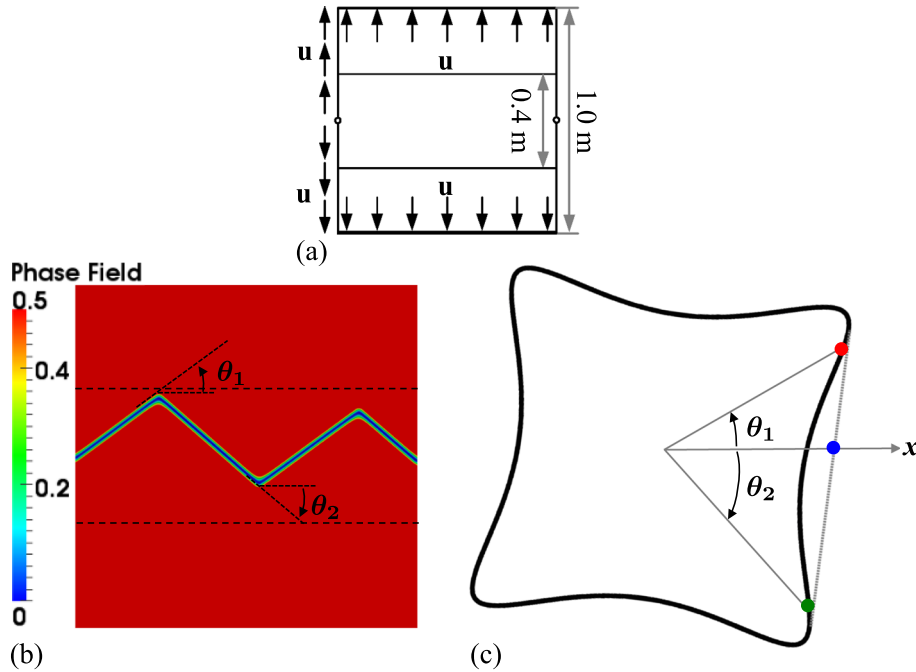 u
u
0.4 m
1.0 m
u
u
(a)
Phase Field
0.5
0.4
0.2
0
θ1
θ2
(b)
θ1
x
θ2
(c)